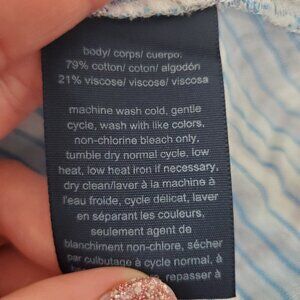 body/ corps/ cuerpo:
79% cotton/ coton/ algodón
21% viscose/ viscose/ viscosa
machine wash cold, gentle
cycle, wash with like colors,
non-chlorine bleach only,
tumble dry normal cycle, low
heat, low heat iron if necessary,
dry clean/laver à la machine à
l'eau froide, cycle délicat, laver
en séparant les couleurs,
seulement agent de
blanchiment non-chlore, sécher
par culbutage à cycle normal, à
repasser à